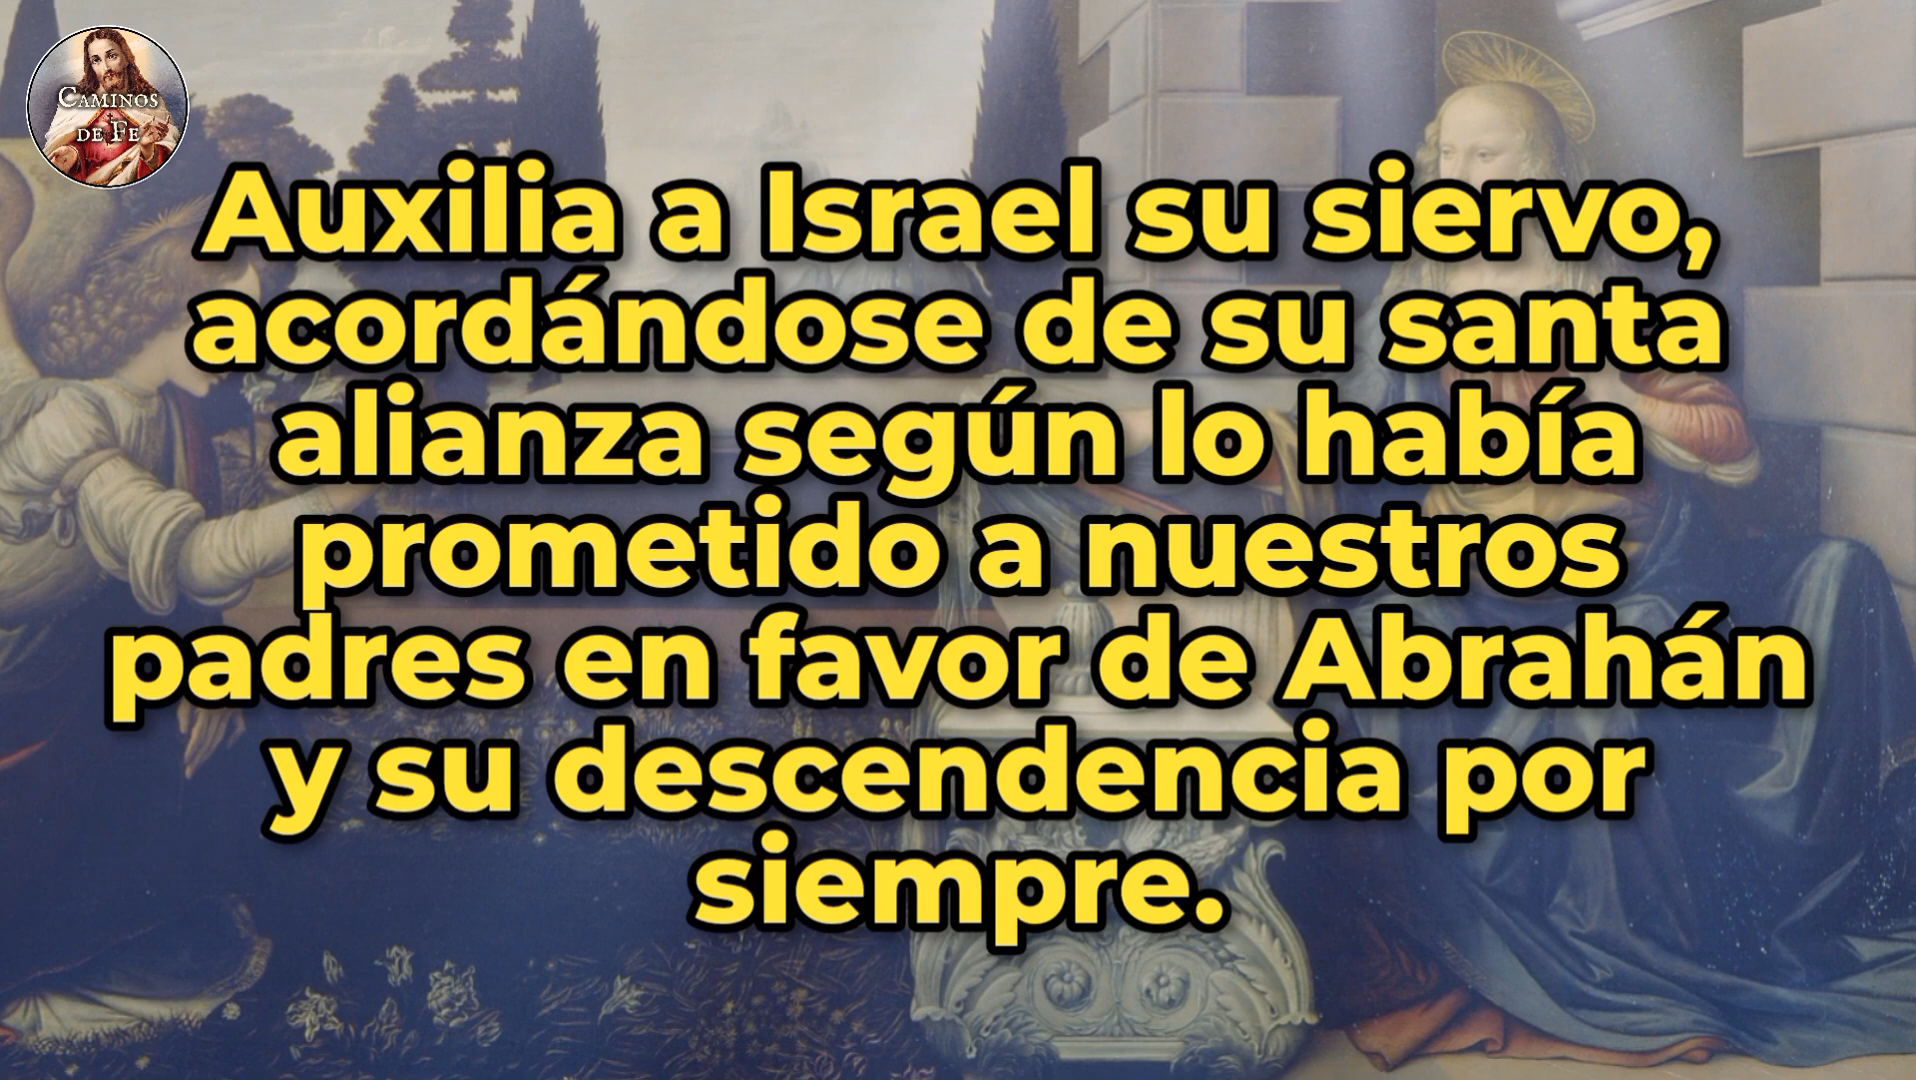 CAMINOS
DE FE
Auxilia a Israel su siervo,
acordándose de su santa
alianza según lo había
prometido a nuestros
padres en favor de Abrahán
y su descendencia por
siempre.